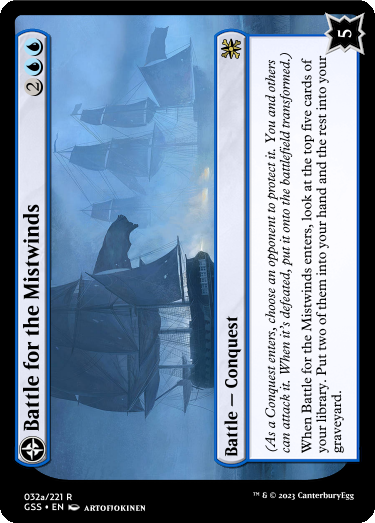 Battle for the Mistwinds 2
Battle — Conquest
5
(As a Conquest enters, choose an opponent to protect it. You and others
can attack it. When it's defeated, put it onto the battlefield transformed.)
When Battle for the Mistwinds enters, look at the top five cards of
your library. Put two of them into your hand and the rest into your
graveyard.
032a/221 R
GSS • EN ARTOFJOKINEN
™ & © 2023 CanterburyEgg